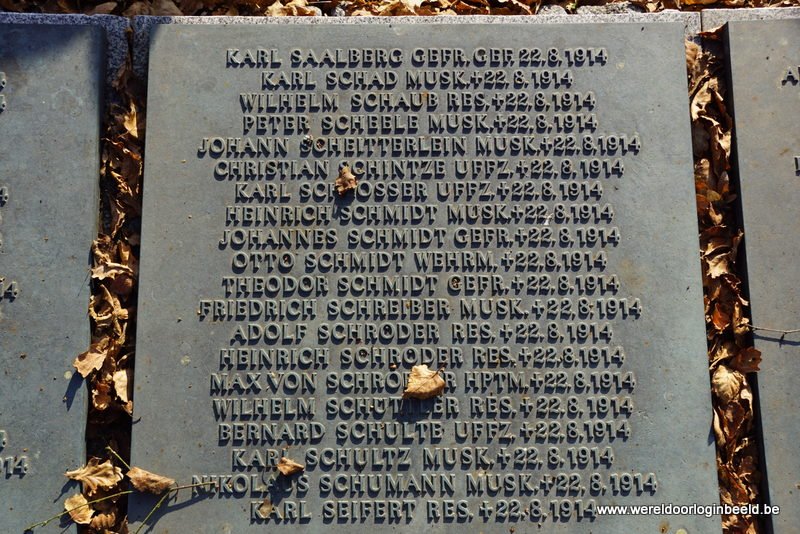 KARL SAALBERG GEFR. GEF. 22.8.1914
KARL SCHAD MUSK. ✝ 22.8.1914
WILHELM SCHAUB RES. ✝ 22.8.1914
PETER SCHEELE MUSK. ✝ 22.8.1914
JOHANN SCHEITTERLEIN MUSK. ✝ 22.8.1914
CHRISTIAN SCHINTZE UFFZ. ✝ 22.8.1914
KARL SCHLOSSER UFFZ. ✝ 22.8.1914
HEINRICH SCHMIDT MUSK. ✝ 22.8.1914
JOHANNES SCHMIDT GEFR. ✝ 22.8.1914
OTTO SCHMIDT WEHRM. ✝ 22.8.1914
THEODOR SCHMIDT GEFR. ✝ 22.8.1914
FRIEDRICH SCHREIBER MUSK. ✝ 22.8.1914
ADOLF SCHRÖDER RES. ✝ 22.8.1914
HEINRICH SCHRÖDER RES. ✝ 22.8.1914
MAX VON SCHROEDER HPTM. ✝ 22.8.1914
WILHELM RES. ✝ 22.8.1914
BERNARD SCHULTE UFFZ. ✝ 22.8.1914
KARL SCHULTZ MUSK. ✝ 22.8.1914
NIKOLAUS SCHUMANN MUSK. ✝ 22.8.1914
KARL SEIFERT RES. ✝ 22.8.1914
www.wereldoorloginbeeld.be